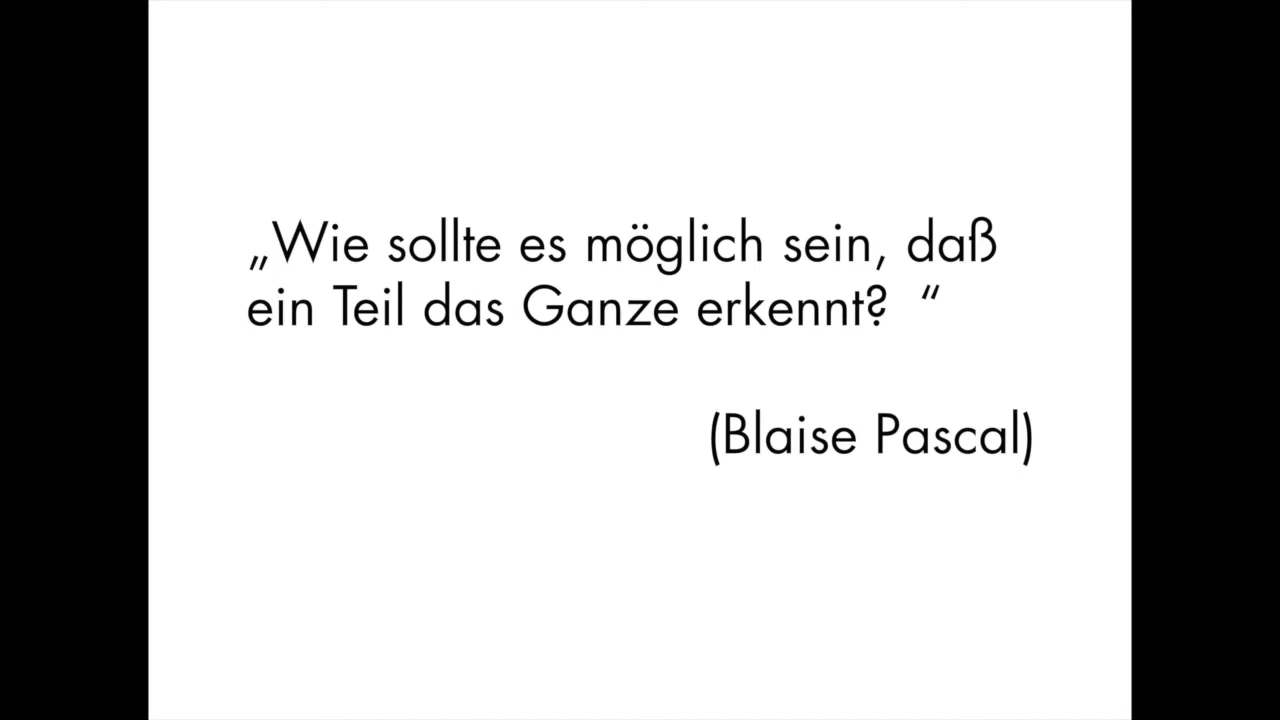 „Wie sollte es möglich sein, daß
ein Teil das Ganze erkennt?  “
(Blaise Pascal)